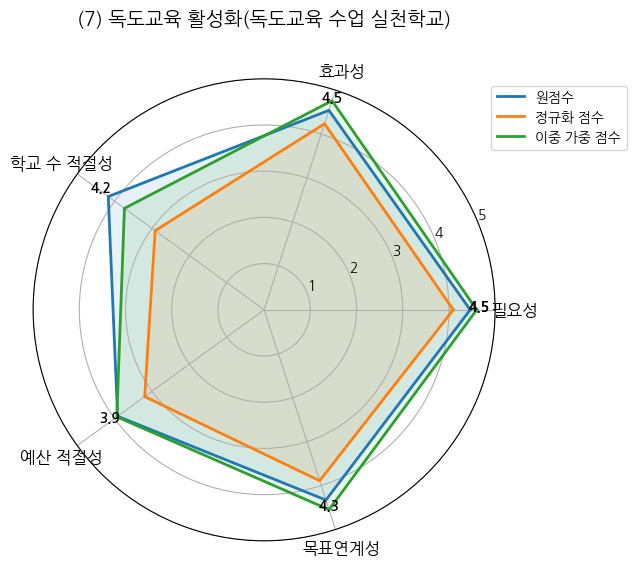 (7) 독도교육 활성화(독도교육 수업 실천학교)
원점수
정규화 점수
이중 가중 점수
효과성
4.5
학교 수 적절성
4.2
5
4
3
2
1
4.5
필요성
3.9
예산 적절성
4.3
목표연계성